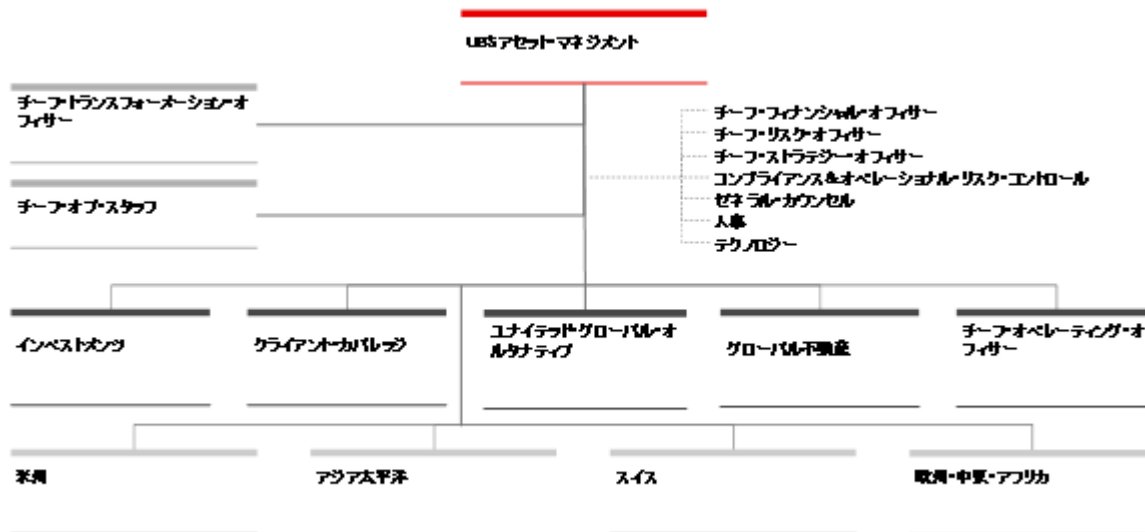 UBSアセット・マネジメント
チーフ・トランスフォーメーション・オ
フィサー
チーフ・オブ・スタッフ
チーフ・フィナンシャル・オフィサー
チーフ・リスク・オフィサー
チーフ・ストラテジー・オフィサー
コンプライアンス&オペレーショナル・リスク・コントロール
ゼネラル・カウンセル
人事
テクノロジー
インベストメンツ
クライアント・カバレッジ
ユナイテッド・グローバル・オ
ルタナティブ
グローバル不動産
チーフ・オペレーティング・オ
フィサー
米州
アジア太平洋
スイス
欧州・中東・アフリカ